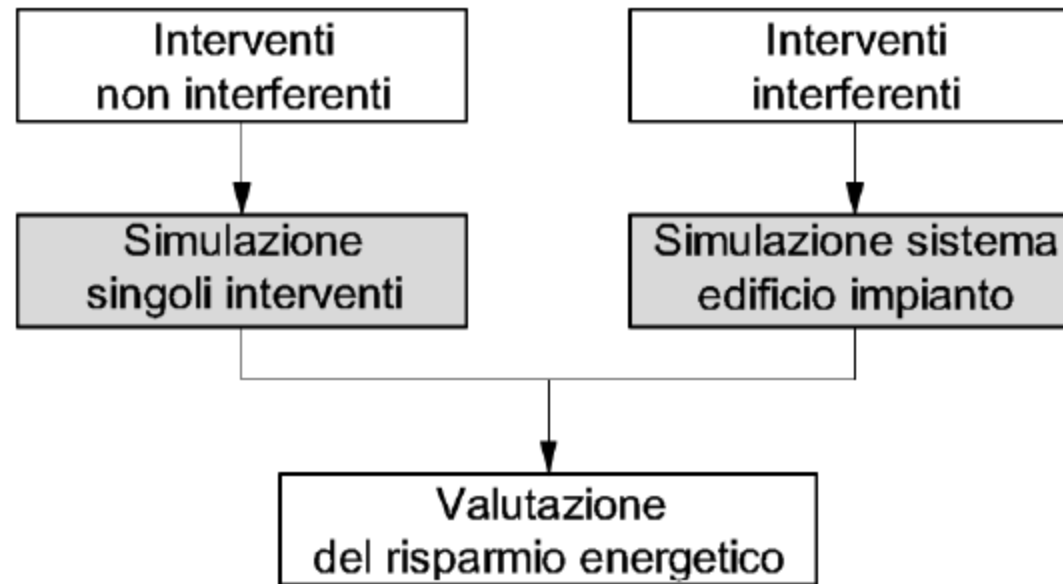 Interventi
non interferenti
Interventi
interferenti
Simulazione
singoli interventi
Simulazione sistema
edificio impianto
Valutazione
del risparmio energetico